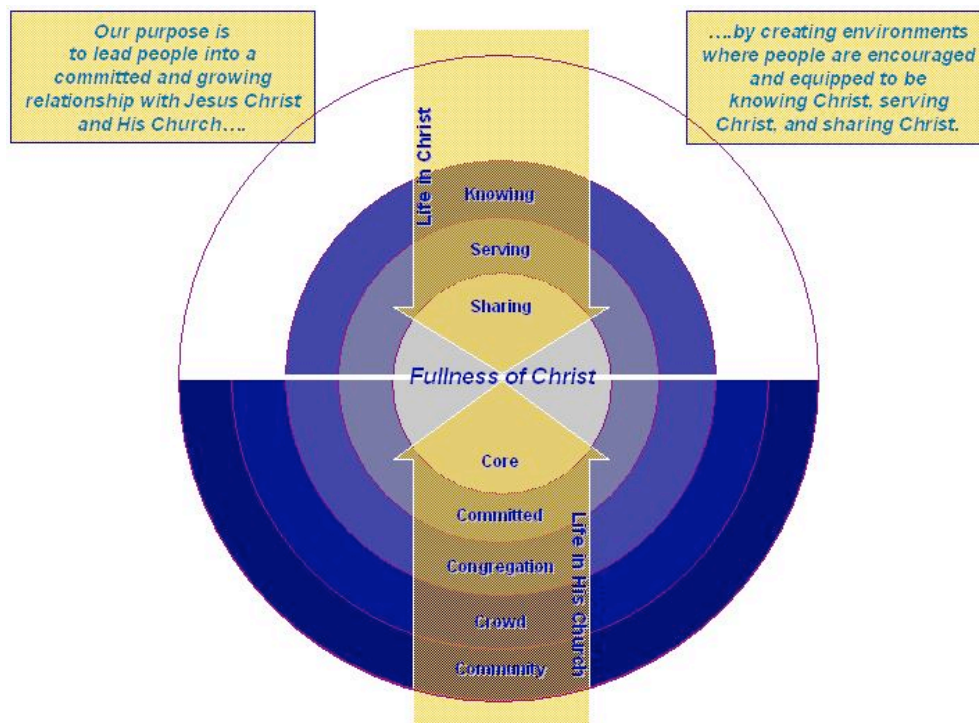 Our purpose is
to lead people into a
committed and growing
relationship with Jesus Christ
and His Church....
....by creating environments
where people are encouraged
and equipped to be
knowing Christ, serving
Christ, and sharing Christ.
Life in Christ
Knowing
Serving
Sharing
Fullness of Christ
Core
Committed
Congregation
Crowd
Community
Life in His Church